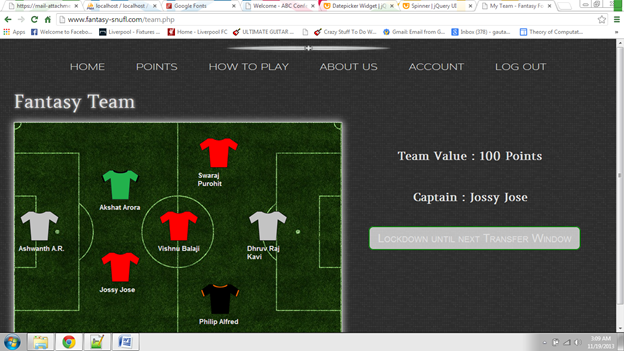 https://mail-attachme
localhost / localhost
Google Fonts
Welcome - ABC Conf
Datepicker Widget | jQ
Spinner | jQuery UI
My Team - Fantasy Fo
www.fantasy-snufl.com/team.php
Apps
Welcome to Faceb...
Liverpool - Fixtures ...
Home - Liverpool FC
ULTIMATE GUITAR ...
Crazy Stuff To Do W...
Gmail: Email from G...
Inbox (378) - gauta...
Theory of Computat...
HOME
POINTS
HOW TO PLAY
ABOUT US
ACCOUNT
LOG OUT
Fantasy Team
Swaraj
Purohit
Akshat Arora
Ashwanth A.R.
Vishnu Balaji
Dhruv Raj
Kavi
Jossy Jose
Philip Alfred
Team Value : 100 Points
Captain : Jossy Jose
Lockdown until next Transfer Window
3:09 AM
11/19/2013